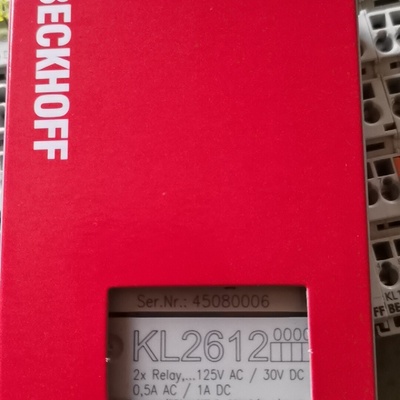 BECKHOFF
Ser.Nr.: 45080006
KL2612 0000
2x Relay,...125V AC / 30V DC
0,5A AC / 1A DC